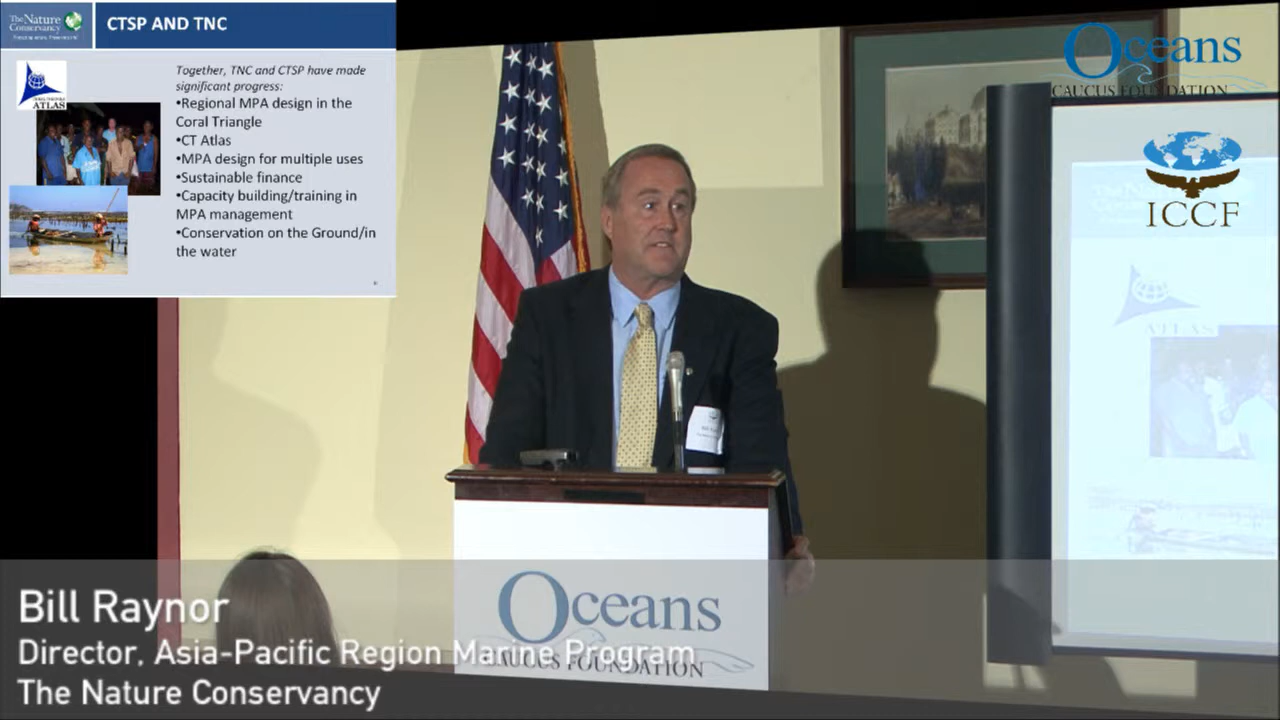 The Nature
Conservancy
CTSP AND TNC
ATLAS
Together, TNC and CTSP have made
significant progress:
•Regional MPA design in the
Coral Triangle
•CT Atlas
•MPA design for multiple uses
•Sustainable finance
•Capacity building/training in
MPA management
•Conservation on the Ground/in
the water
Oceans
CAUCUS FOUNDATION
ICCF
ATLAS
Oceans
CAUCUS FOUNDATION
Bill Raynor
Director, Asia-Pacific Region Marine Program
The Nature Conservancy